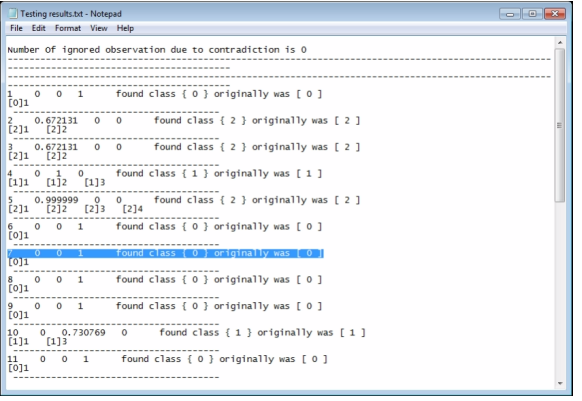 Testing results.txt - Notepad
File Edit Format View Help
Number Of ignored observation due to contradiction is 0
--------------------------------------------------------------------------------------
-----------------------------------
--------------------------------------------------------------------------------------
-----------------------------------
1 0 0 1 found class { 0 } originally was [ 0 ]
[0]1
---------------------------------
2 0.672131 0 0 found class { 2 } originally was [ 2 ]
[2]1 [2]2
---------------------------------
3 0.672131 0 0 found class { 2 } originally was [ 2 ]
[2]1 [2]2
---------------------------------
4 0 1 0 found class { 1 } originally was [ 1 ]
[1]1 [1]2 [1]3
---------------------------------
5 0.999999 0 0 found class { 2 } originally was [ 2 ]
[2]1 [2]2 [2]3 [2]4
---------------------------------
6 0 0 1 found class { 0 } originally was [ 0 ]
[0]1
---------------------------------
7 0 0 1 found class { 0 } originally was [ 0 ]
[0]1
---------------------------------
8 0 0 1 found class { 0 } originally was [ 0 ]
[0]1
---------------------------------
9 0 0 1 found class { 0 } originally was [ 0 ]
[0]1
---------------------------------
10 0 0.730769 0 found class { 1 } originally was [ 1 ]
[1]1 [1]3
---------------------------------
11 0 0 1 found class { 0 } originally was [ 0 ]
[0]1
---------------------------------